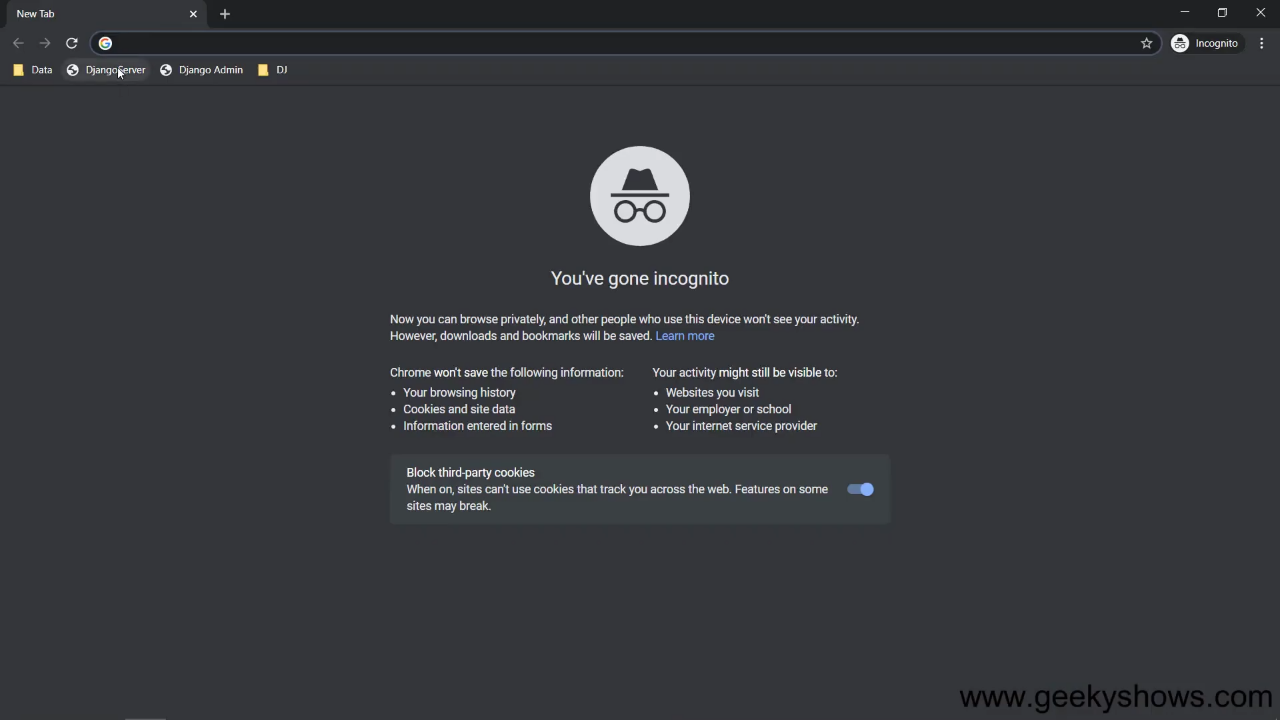 New Tab
Incognito
Data DjangoServer Django Admin DJ
You've gone incognito
Now you can browse privately, and other people who use this device won't see your activity.
However, downloads and bookmarks will be saved. Learn more
Chrome won't save the following information:
Your browsing history
Cookies and site data
Information entered in forms
Your activity might still be visible to:
Websites you visit
Your employer or school
Your internet service provider
Block third-party cookies
When on, sites can't use cookies that track you across the web. Features on some
sites may break.
www.geekyshows.com